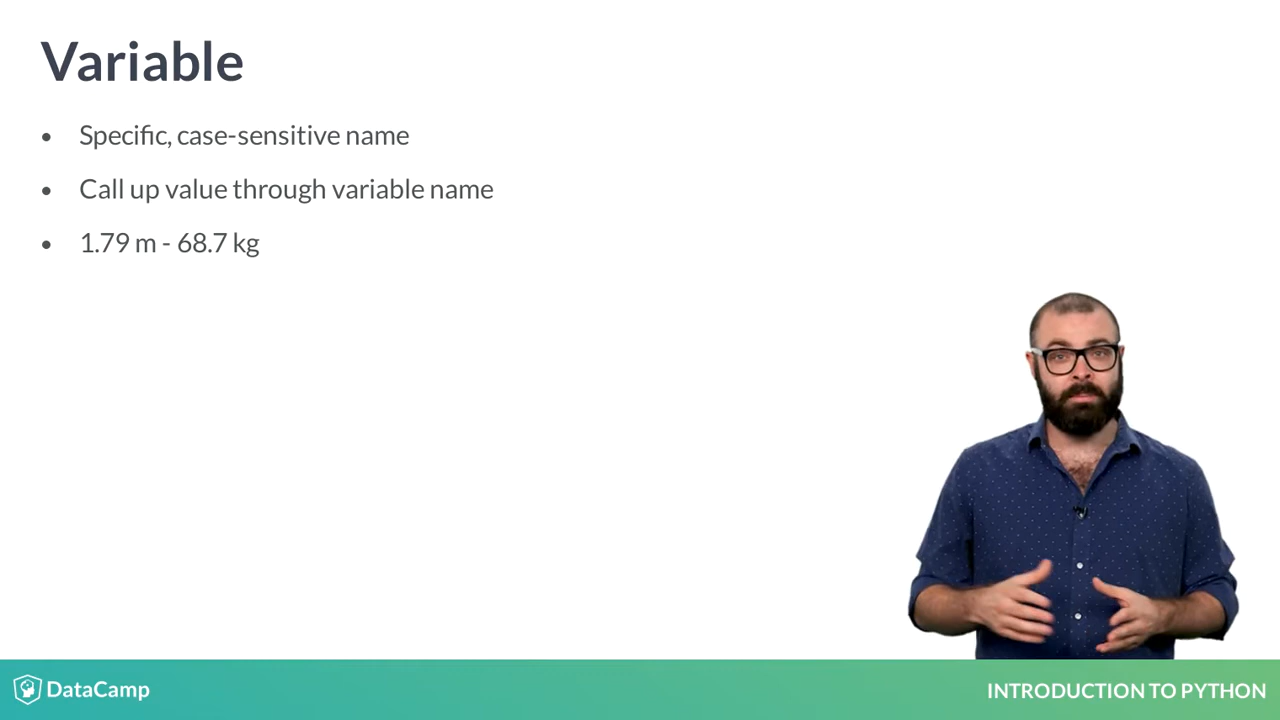 Variable
• Specific, case-sensitive name
• Call up value through variable name
• 1.79 m - 68.7 kg
DataCamp
INTRODUCTION TO PYTHON